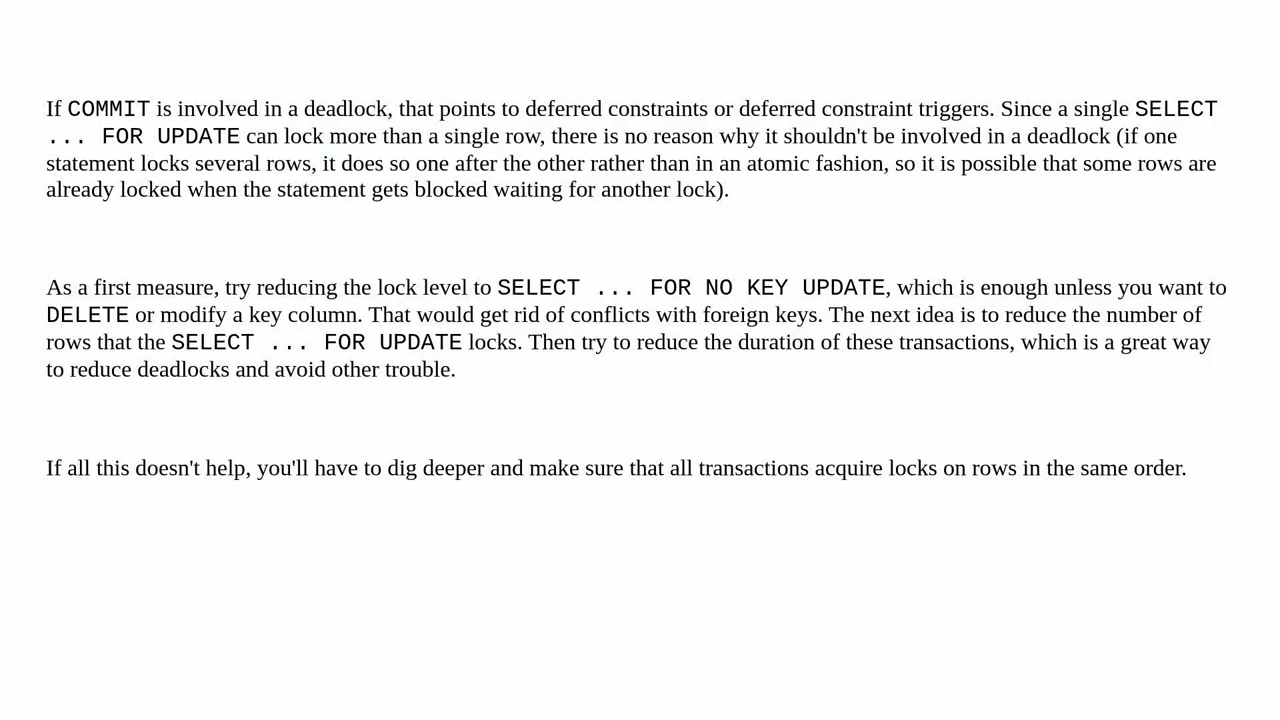 If COMMIT is involved in a deadlock, that points to deferred constraints or deferred constraint triggers. Since a single SELECT
... FOR UPDATE can lock more than a single row, there is no reason why it shouldn't be involved in a deadlock (if one
statement locks several rows, it does so one after the other rather than in an atomic fashion, so it is possible that some rows are
already locked when the statement gets blocked waiting for another lock).
As a first measure, try reducing the lock level to SELECT ... FOR NO KEY UPDATE, which is enough unless you want to
DELETE or modify a key column. That would get rid of conflicts with foreign keys. The next idea is to reduce the number of
rows that the SELECT ... FOR UPDATE locks. Then try to reduce the duration of these transactions, which is a great way
to reduce deadlocks and avoid other trouble.
If all this doesn't help, you'll have to dig deeper and make sure that all transactions acquire locks on rows in the same order.